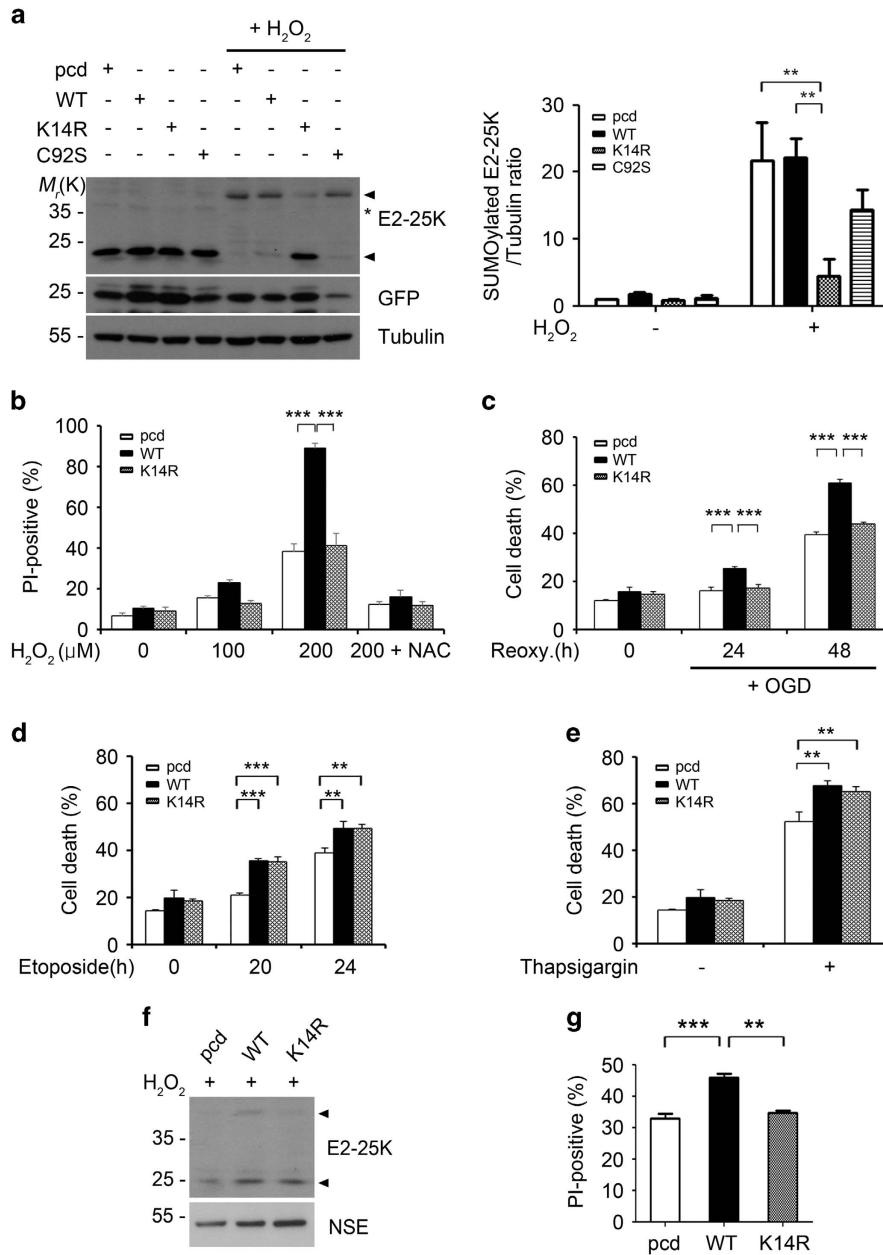 a
+ H2O2
pcd + - - - + - - -
WT - + - - - + - -
K14R - - + - - - + -
C92S - - - + - - - +
Mr(K)
35 -
25 -
* E2-25K
25 -
GFP
55 -
Tubulin
SUMOylated E2-25K
/Tubulin ratio
30
20
10
0
pcd
WT
K14R
C92S
**
**
H2O2 - +
b
PI-positive (%)
100
80
60
40
20
0
pcd
WT
K14R
*** ***
H2O2 (μM) 0 100 200 200 + NAC
c
Cell death (%)
80
60
40
20
0
pcd
WT
K14R
*** ***
*** ***
Reoxy.(h) 0 24 48
+ OGD
d
Cell death (%)
80
60
40
20
0
pcd
WT
K14R
***
***
**
**
Etoposide(h) 0 20 24
e
Cell death (%)
80
60
40
20
0
pcd
WT
K14R
**
**
Thapsigargin - +
f
pcd WT K14R
H2O2 + + +
35 -
E2-25K
25 -
55 -
NSE
g
PI-positive (%)
50
40
30
20
10
0
*** **
pcd WT K14R